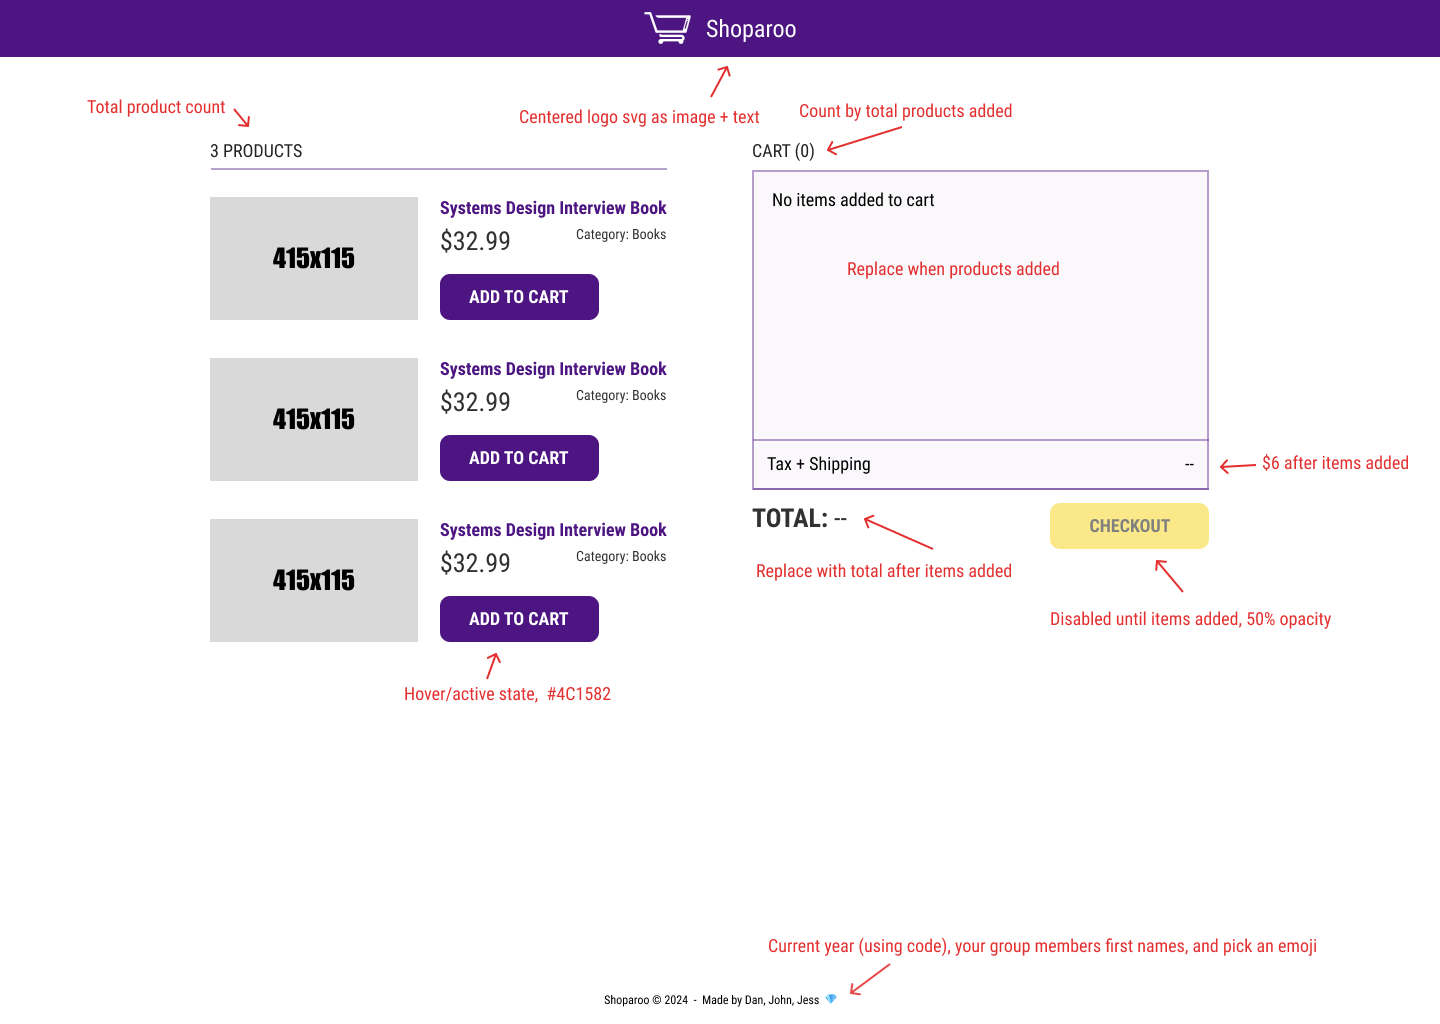 Shoparoo
Total product count
Centered logo svg as image + text
Count by total products added
3 PRODUCTS
CART (0)
415x115
Systems Design Interview Book
$32.99
Category: Books
ADD TO CART
415x115
Systems Design Interview Book
$32.99
Category: Books
ADD TO CART
415x115
Systems Design Interview Book
$32.99
Category: Books
ADD TO CART
Hover/active state, #4C1582
No items added to cart
Replace when products added
Tax + Shipping --
$6 after items added
TOTAL: --
CHECKOUT
Replace with total after items added
Disabled until items added, 50% opacity
Current year (using code), your group members first names, and pick an emoji
Shoparoo © 2024 - Made by Dan, John, Jess 💎